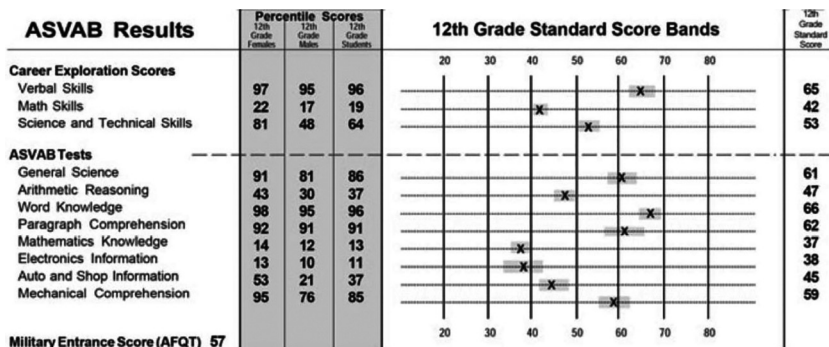 ASVAB Results
Percentile Scores
12th Grade Females
12th Grade Males
12th Grade Students
12th Grade Standard Score Bands
12th Grade Standard Score
20 30 40 50 60 70 80
Career Exploration Scores
Verbal Skills 97 95 96 X 65
Math Skills 22 17 19 X 42
Science and Technical Skills 81 48 64 X 53
ASVAB Tests
General Science 91 81 86 X 61
Arithmetic Reasoning 43 30 37 X 47
Word Knowledge 98 95 96 X 66
Paragraph Comprehension 92 91 91 X 62
Mathematics Knowledge 14 12 13 X 37
Electronics Information 13 10 11 X 38
Auto and Shop Information 53 21 37 X 45
Mechanical Comprehension 95 76 85 X 59
20 30 40 50 60 70 80
Military Entrance Score (AFQT) 57